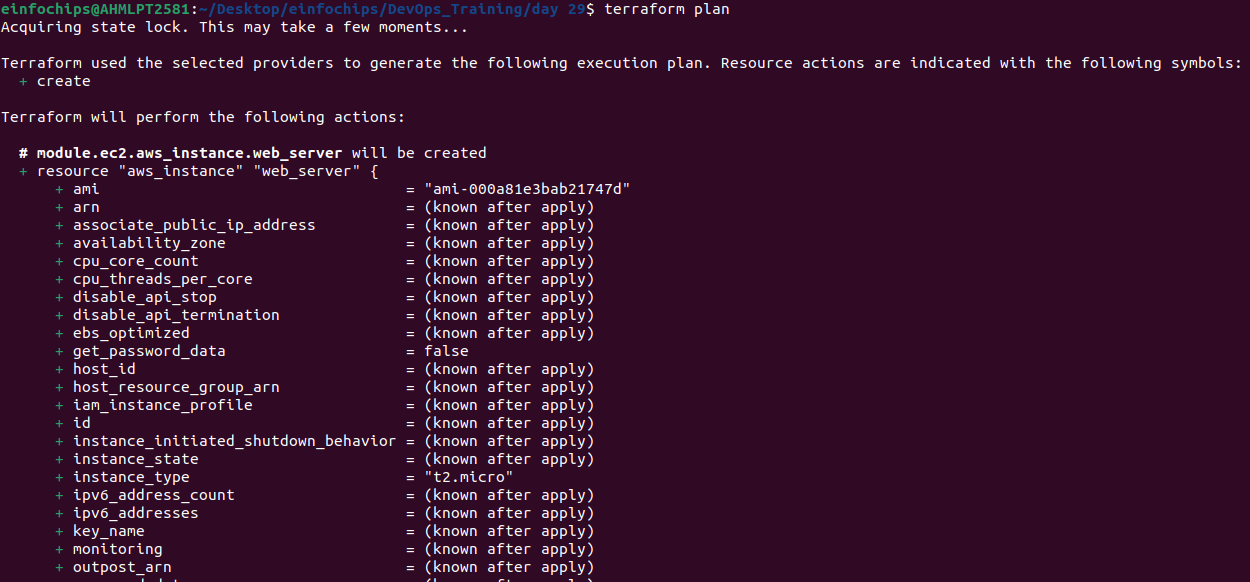 einfochips@AHMLPT2581:~/Desktop/einfochips/DevOps_Training/day 29$ terraform plan
Acquiring state lock. This may take a few moments...
Terraform used the selected providers to generate the following execution plan. Resource actions are indicated with the following symbols:
+ create
Terraform will perform the following actions:
# module.ec2.aws_instance.web_server will be created
+ resource "aws_instance" "web_server" {
+ ami = "ami-000a81e3bab21747d"
+ arn = (known after apply)
+ associate_public_ip_address = (known after apply)
+ availability_zone = (known after apply)
+ cpu_core_count = (known after apply)
+ cpu_threads_per_core = (known after apply)
+ disable_api_stop = (known after apply)
+ disable_api_termination = (known after apply)
+ ebs_optimized = (known after apply)
+ get_password_data = false
+ host_id = (known after apply)
+ host_resource_group_arn = (known after apply)
+ iam_instance_profile = (known after apply)
+ id = (known after apply)
+ instance_initiated_shutdown_behavior = (known after apply)
+ instance_state = (known after apply)
+ instance_type = "t2.micro"
+ ipv6_address_count = (known after apply)
+ ipv6_addresses = (known after apply)
+ key_name = (known after apply)
+ monitoring = (known after apply)
+ outpost_arn = (known after apply)